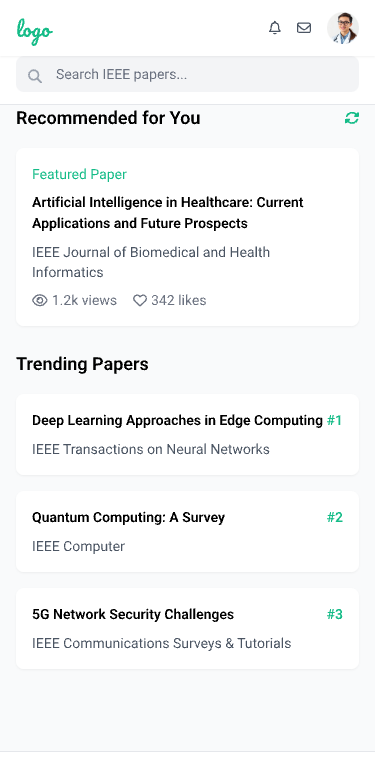 logo
Search IEEE papers...
Recommended for You
Featured Paper
Artificial Intelligence in Healthcare: Current
Applications and Future Prospects
IEEE Journal of Biomedical and Health
Informatics
1.2k views 342 likes
Trending Papers
Deep Learning Approaches in Edge Computing #1
IEEE Transactions on Neural Networks
Quantum Computing: A Survey #2
IEEE Computer
5G Network Security Challenges #3
IEEE Communications Surveys & Tutorials